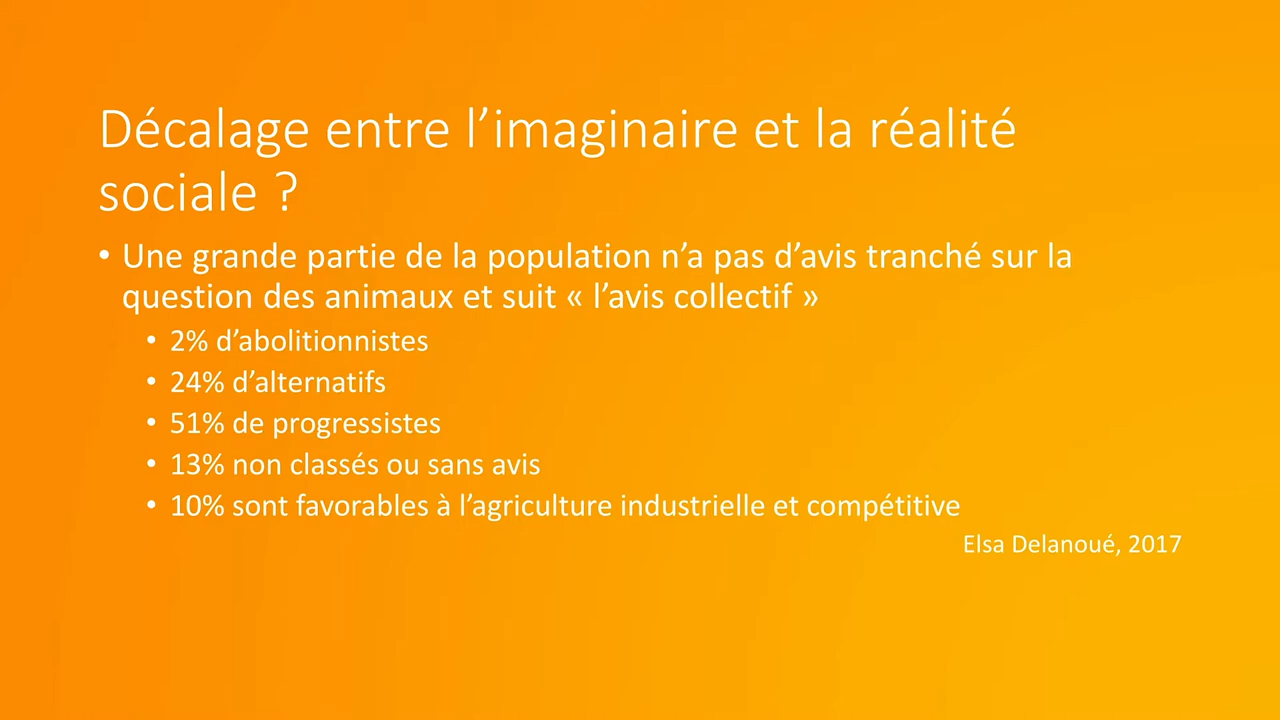 Décalage entre l’imaginaire et la réalité
sociale ?
• Une grande partie de la population n’a pas d’avis tranché sur la
question des animaux et suit « l’avis collectif »
• 2% d’abolitionnistes
• 24% d’alternatifs
• 51% de progressistes
• 13% non classés ou sans avis
• 10% sont favorables à l’agriculture industrielle et compétitive
Elsa Delanoué, 2017